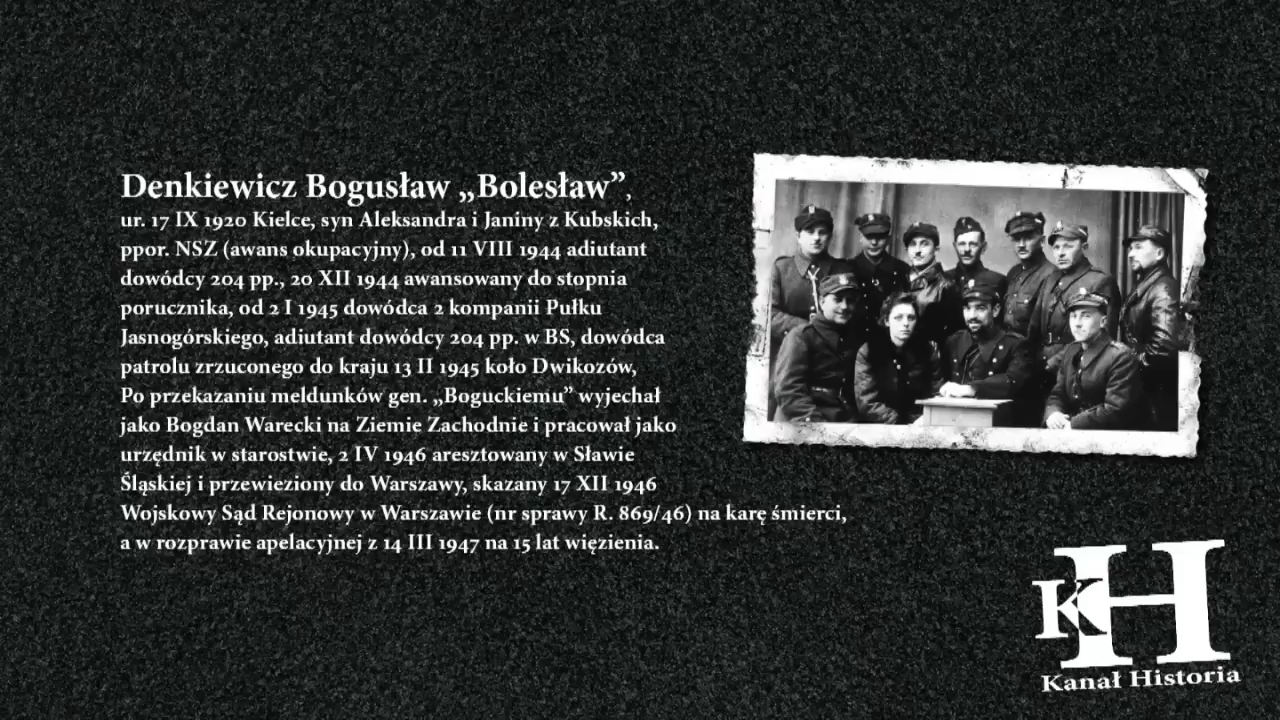 Denkiewicz Bogusław „Bolesław”,
ur. 17 IX 1920 Kielce, syn Aleksandra i Janiny z Kubskich,
ppor. NSZ (awans okupacyjny), od 11 VIII 1944 adiutant
dowódcy 204 pp., 20 XII 1944 awansowany do stopnia
porucznika, od 2 I 1945 dowódca 2 kompanii Pułku
Jasnogórskiego, adiutant dowódcy 204 pp. w BS, dowódca
patrolu zrzuconego do kraju 13 II 1945 koło Dwikozów,
Po przekazaniu meldunków gen. „Boguckiemu” wyjechał
jako Bogdan Warecki na Ziemie Zachodnie i pracował jako
urzędnik w starostwie, 2 IV 1946 aresztowany w Sławie
Śląskiej i przewieziony do Warszawy, skazany 17 XII 1946
Wojskowy Sąd Rejonowy w Warszawie (nr sprawy R. 869/46) na karę śmierci,
a w rozprawie apelacyjnej z 14 III 1947 na 15 lat więzienia.
KH
Kanał Historia